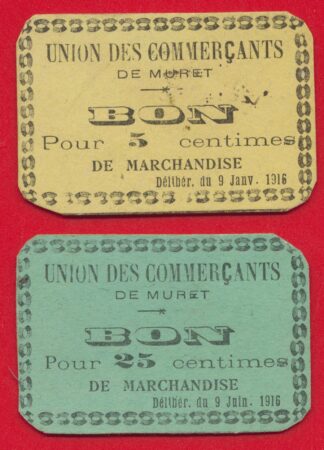 UNION DES COMMERÇANTS
DE MURET
BON
Pour 5 centimes
DE MARCHANDISE
Délibér. du 9 Janv. 1916
UNION DES COMMERÇANTS
DE MURET
BON
Pour 25 centimes
DE MARCHANDISE
Délibér. du 9 Juin. 1916